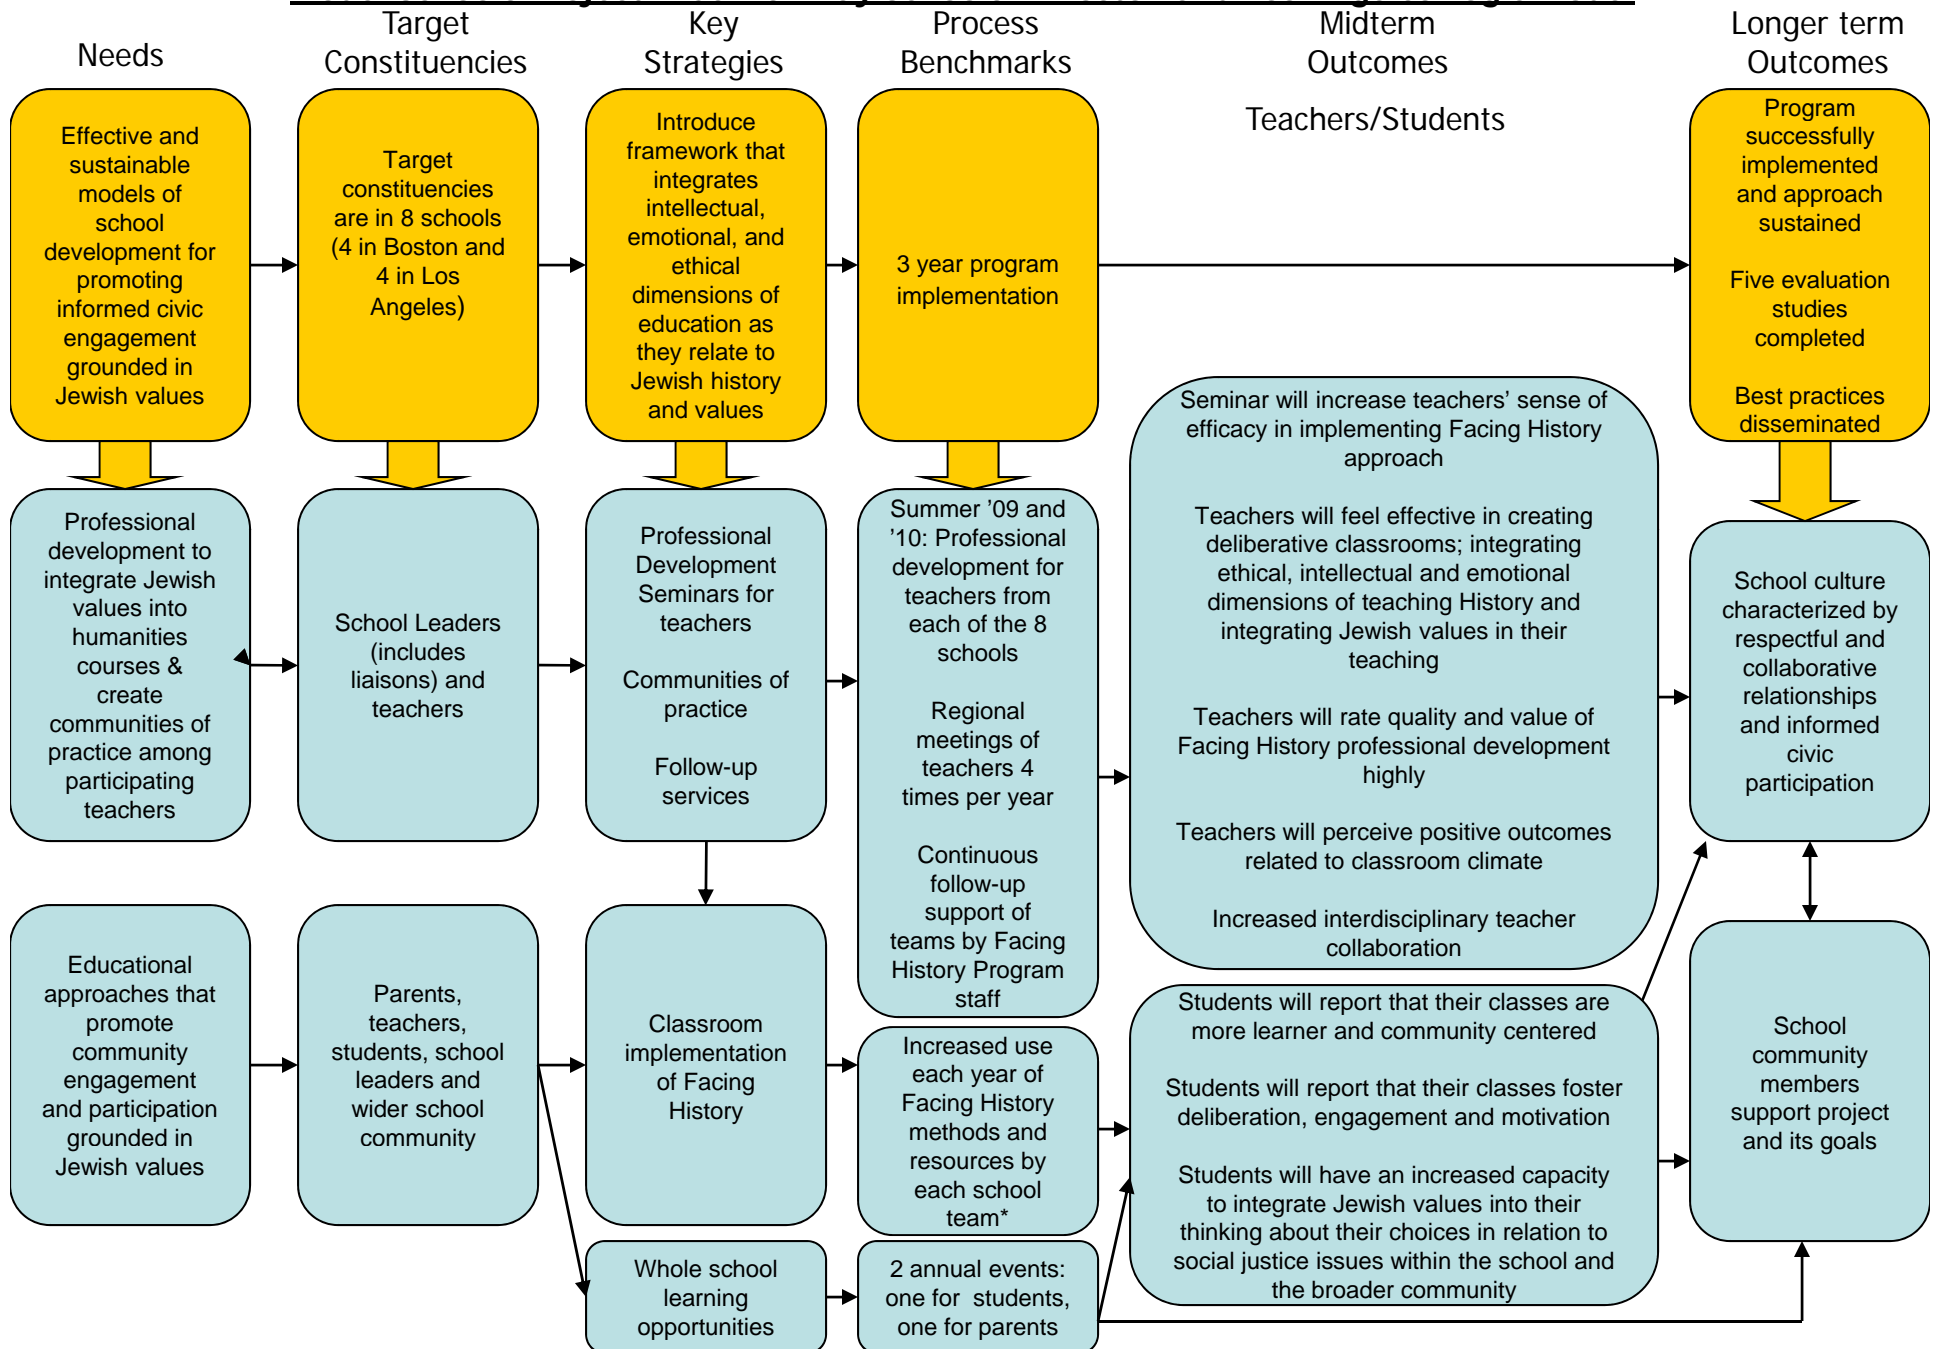 Needs
Target
Constituencies
Key
Strategies
Process
Benchmarks
Midterm
Outcomes
Teachers/Students
Longer term
Outcomes
Effective and
sustainable
models of
school
development for
promoting
informed civic
engagement
grounded in
Jewish values
Target
constituencies
are in 8 schools
(4 in Boston and
4 in Los
Angeles)
Introduce
framework that
integrates
intellectual,
emotional, and
ethical
dimensions of
education as
they relate to
Jewish history
and values
3 year program
implementation
Program
successfully
implemented
and approach
sustained
Five evaluation
studies
completed
Best practices
disseminated
Professional
development to
integrate Jewish
values into
humanities
courses &
create
communities of
practice among
participating
teachers
School Leaders
(includes
liaisons) and
teachers
Professional
Development
Seminars for
teachers
Communities of
practice
Follow-up
services
Summer ’09 and
’10: Professional
development for
teachers from
each of the 8
schools
Regional
meetings of
teachers 4
times per year
Continuous
follow-up
support of
teams by Facing
History Program
staff
Seminar will increase teachers’ sense of
efficacy in implementing Facing History
approach
Teachers will feel effective in creating
deliberative classrooms; integrating
ethical, intellectual and emotional
dimensions of teaching History and
integrating Jewish values in their
teaching
Teachers will rate quality and value of
Facing History professional development
highly
Teachers will perceive positive outcomes
related to classroom climate
Increased interdisciplinary teacher
collaboration
School culture
characterized by
respectful and
collaborative
relationships
and informed
civic
participation
Educational
approaches that
promote
community
engagement
and participation
grounded in
Jewish values
Parents,
teachers,
students, school
leaders and
wider school
community
Classroom
implementation
of Facing
History
Increased use
each year of
Facing History
methods and
resources by
each school
team*
Students will report that their classes are
more learner and community centered
Students will report that their classes foster
deliberation, engagement and motivation
Students will have an increased capacity
to integrate Jewish values into their
thinking about their choices in relation to
social justice issues within the school and
the broader community
School
community
members
support project
and its goals
Whole school
learning
opportunities
2 annual events:
one for students,
one for parents